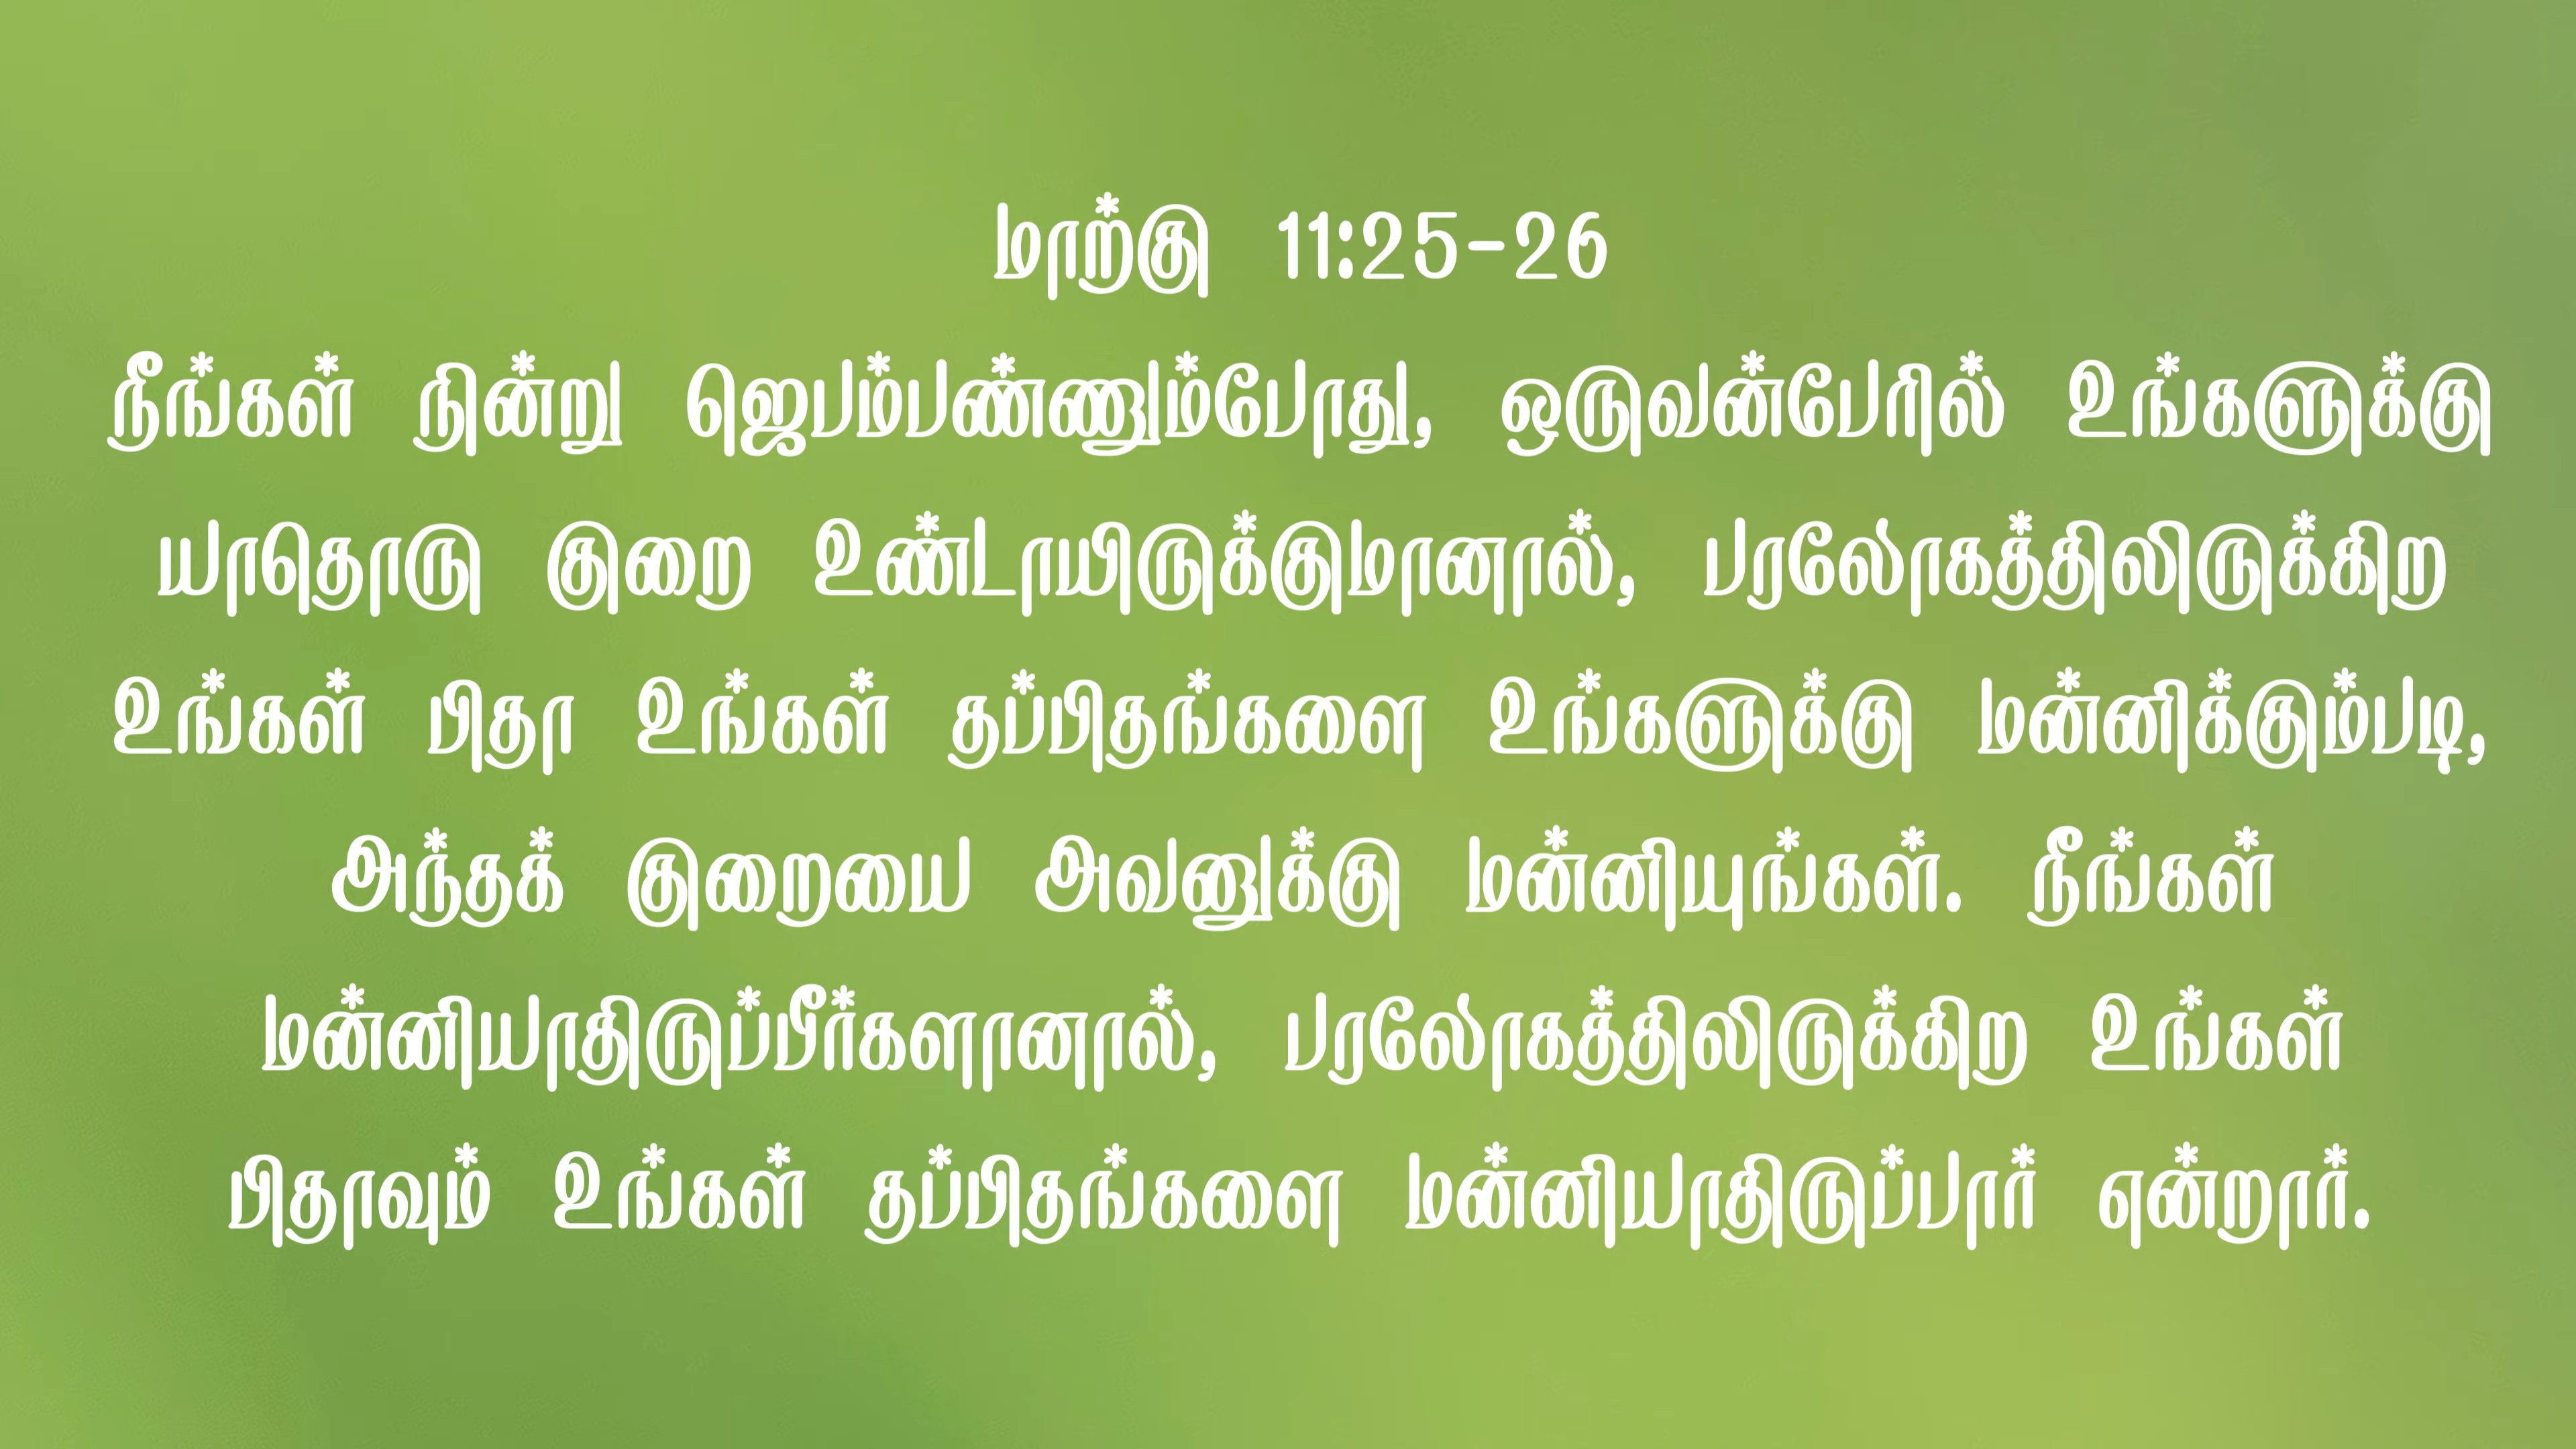 மாற்கு 11:25-26
நீங்கள் நின்று ஜெபம்பண்ணும்போது, ஒருவன்பேரில் உங்களுக்கு
யாதொரு குறை உண்டாயிருக்குமானால், பரலோகத்திலிருக்கிற
உங்கள் பிதா உங்கள் தப்பிதங்களை உங்களுக்கு மன்னிக்கும்படி,
அந்தக் குறையை அவனுக்கு மன்னியுங்கள். நீங்கள்
மன்னியாதிருப்பீர்களானால், பரலோகத்திலிருக்கிற உங்கள்
பிதாவும் உங்கள் தப்பிதங்களை மன்னியாதிருப்பார் என்றார்.